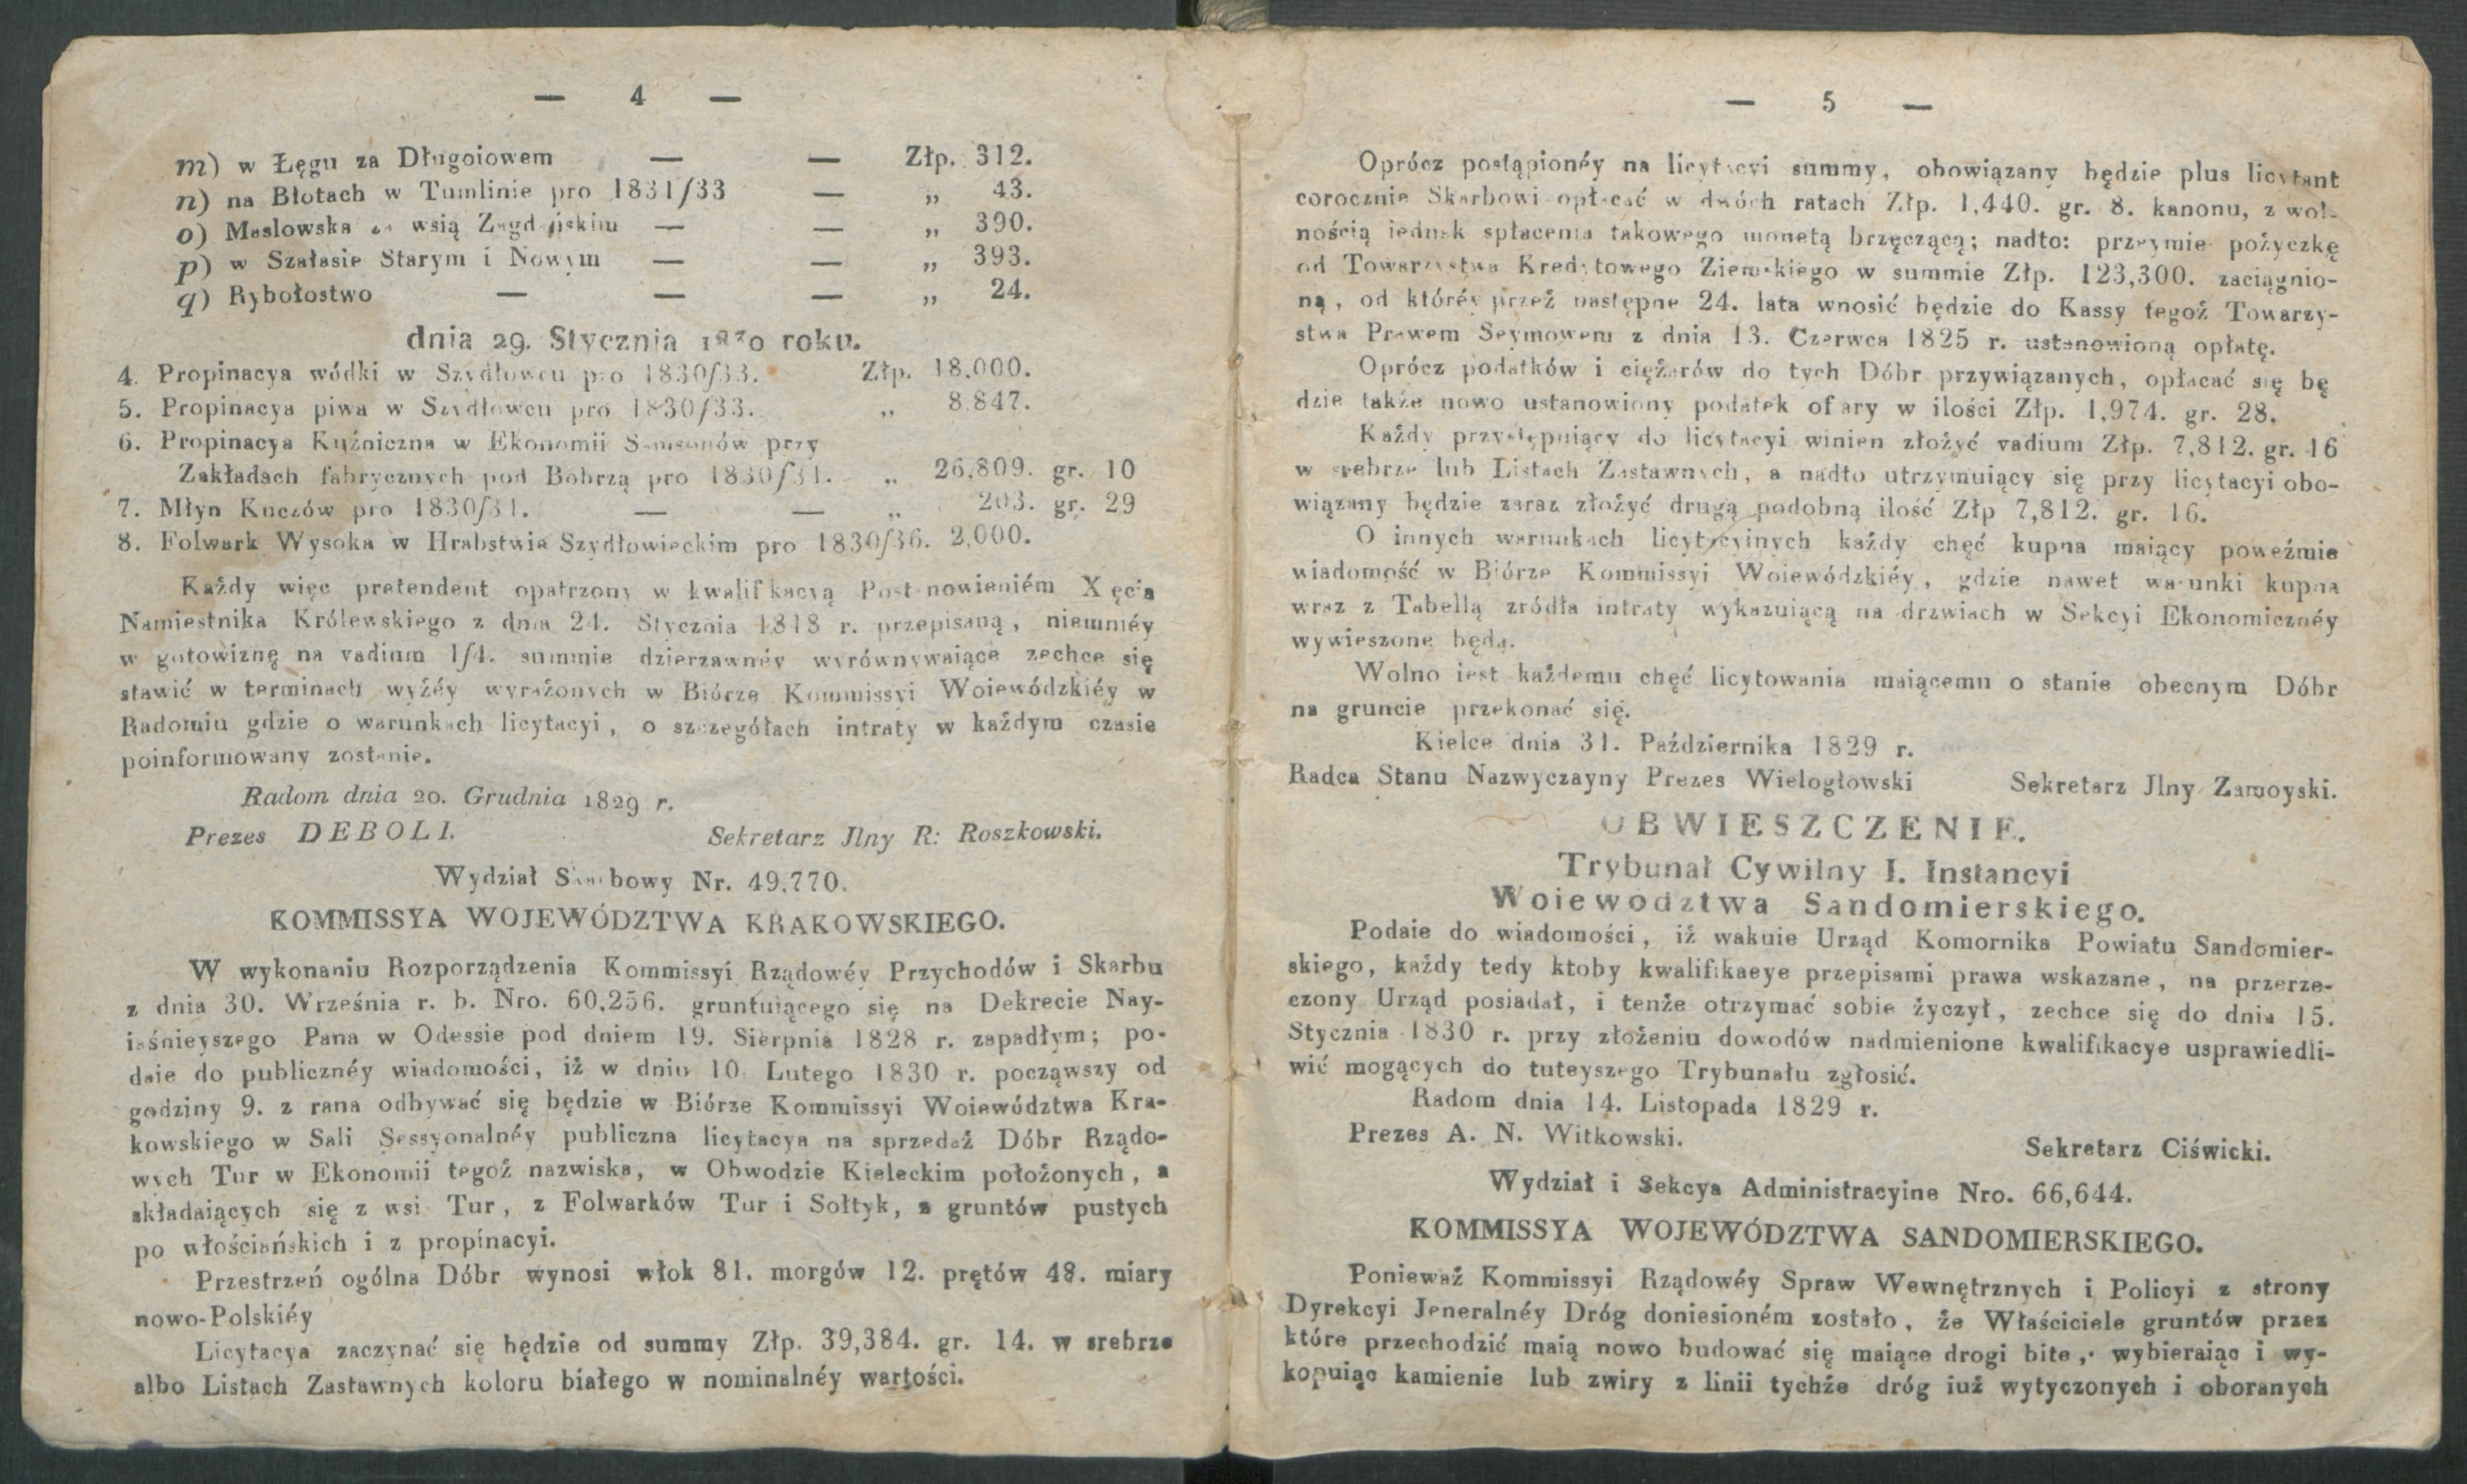 — 4 —
m) w Łęgu za Długoiowem — — Złp. 312.
n) na Błotach w Tumlinie pro 1831/33 — „ 43.
o) Maslowska za wsią Zagdańskim — — „ 390.
p) w Szałasie Starym i Nowym — — „ 393.
q) Rybołostwo — — — „ 24.
dnia 29. Stycznia 1830 roku.
4. Propinacya wódki w Szydłowcu pro 1830/33. Złp. 18,000.
5. Propinacya piwa w Szydłowcu pro 1830/33. „ 8,847.
6. Propinacya Kuźniczna w Ekonomii Samsonów przy
Zakładach fabrycznych pod Bobrzą pro 1830/31. „ 26,809. gr. 10
7. Młyn Kuczów pro 1830/31. — — „ 203. gr. 29
8. Folwark Wysoka w Hrabstwie Szydłowieckim pro 1830/36. 2,000.
Każdy więc pretendent opatrzony w kwalifikacyą Postanowieniém Xęcia
Namiestnika Królewskiego z dnia 24. Stycznia 1818 r. przepisaną, niemniéy
w gotowiznę na vadium 1/4. summie dzierzawnéy wyrównywaiące zechce się
stawić w terminach wyżéy wyrażonych w Biórze Kommissyi Woiewódzkiéy w
Radomiu gdzie o warunkach licytacyi, o szczegółach intraty w każdym czasie
poinformowany zostanie.
Radom dnia 20. Grudnia 1829 r.
Prezes DEBOLI. Sekretarz Jlny R: Roszkowski.
Wydział Skarbowy Nr. 49,770.
KOMMISSYA WOJEWÓDZTWA KRAKOWSKIEGO.
W wykonaniu Rozporządzenia Kommissyi Rządowéy Przychodów i Skarbu
z dnia 30. Września r. b. Nro. 60,256. gruntuiącego się na Dekrecie Nay-
iaśnieyszego Pana w Odessie pod dniem 19. Sierpnia 1828 r. zapadłym; po-
daie do publicznéy wiadomości, iż w dniu 10. Lutego 1830 r. począwszy od
godziny 9. z rana odbywać się będzie w Biórze Kommissyi Woiewództwa Kra-
kowskiego w Sali Sessyonalnéy publiczna licytacya na sprzedaż Dóbr Rządo-
wych Tur w Ekonomii tegoż nazwiska, w Obwodzie Kieleckim położonych, a
składaiących się z wsi Tur, z Folwarków Tur i Sołtyk, z gruntów pustych
po włościańskich i z propinacyi.
Przestrzeń ogólna Dóbr wynosi włok 81. morgów 12. prętów 48. miary
nowo-Polskiéy
Licytacya zaczynać się będzie od summy Złp. 39,384. gr. 14. w srebrze
albo Listach Zastawnych koloru białego w nominalnéy wartości.
— 5 —
Oprócz postąpionéy na licytacyi summy, obowiązany będzie plus licytant
corocznie Skarbowi opłacać w dwóch ratach Złp. 1,440. gr. 8. kanonu, z wol-
nością iednak spłacenia takowego monetą brzęczącą; nadto: przeymie pożyczkę
od Towarzystwa Kredytowego Ziemskiego w summie Złp. 123,300. zaciągnio-
ną, od któréy przeż następne 24. lata wnosić będzie do Kassy tegoż Towarzy-
stwa Prawem Seymowem z dnia 13. Czerwca 1825 r. ustanowioną opłatę.
Oprócz podatków i ciężarów do tych Dóbr przywiązanych, opłacać się bę
dzie także nowo ustanowiony podatek ofiary w ilości Złp. 1,974. gr. 28.
Każdy przystępuiący do licytacyi winien złożyć vadium Złp. 7,812. gr. 16
w srebrze lub Listach Zastawnych, a nadto utrzymuiący się przy licytacyi obo-
wiązany będzie zaraz złożyć drugą podobną ilość Złp 7,812. gr. 16.
O innych warunkach licytacyinych każdy chęć kupna maiący poweźmie
wiadomość w Biórze Kommissyi Woiewódzkiéy, gdzie nawet warunki kupna
wraz z Tabellą zródła intraty wykazuiącą na drzwiach w Sekcyi Ekonomicznéy
wywieszone będą.
Wolno iest każdemu chęć licytowania maiącemu o stanie obecnym Dóbr
na gruncie przekonać się.
Kielce dnia 31. Października 1829 r.
Radca Stanu Nazwyczayny Prezes Wielogłowski Sekretarz Jlny Zamoyski.
OBWIESZCZENIE.
Trybunał Cywilny I. Instancyi
Woiewództwa Sandomierskiego.
Podaie do wiadomości, iż wakuie Urząd Komornika Powiatu Sandomier-
skiego, każdy tedy ktoby kwalifikaeye przepisami prawa wskazane, na przerze-
czony Urząd posiadał, i tenże otrzymać sobie życzył, zechce się do dnia 15.
Stycznia 1830 r. przy złożeniu dowodów nadmienione kwalifikacye usprawiedli-
wić mogących do tuteyszego Trybunału zgłosić.
Radom dnia 14. Listopada 1829 r.
Prezes A. N. Witkowski.
Sekretarz Ciświcki.
Wydział i Sekcya Administracyine Nro. 66,644.
KOMMISSYA WOJEWÓDZTWA SANDOMIERSKIEGO.
Ponieważ Kommissyi Rządowéy Spraw Wewnętrznych i Policyi z strony
Dyrekcyi Jeneralnéy Dróg doniesioném zostało, że Właściciele gruntów przez
które przechodzić maią nowo budować się maiące drogi bite, wybieraiąc i wy-
kopuiąc kamienie lub zwiry z linii tychże dróg iuż wytyczonych i oboranych